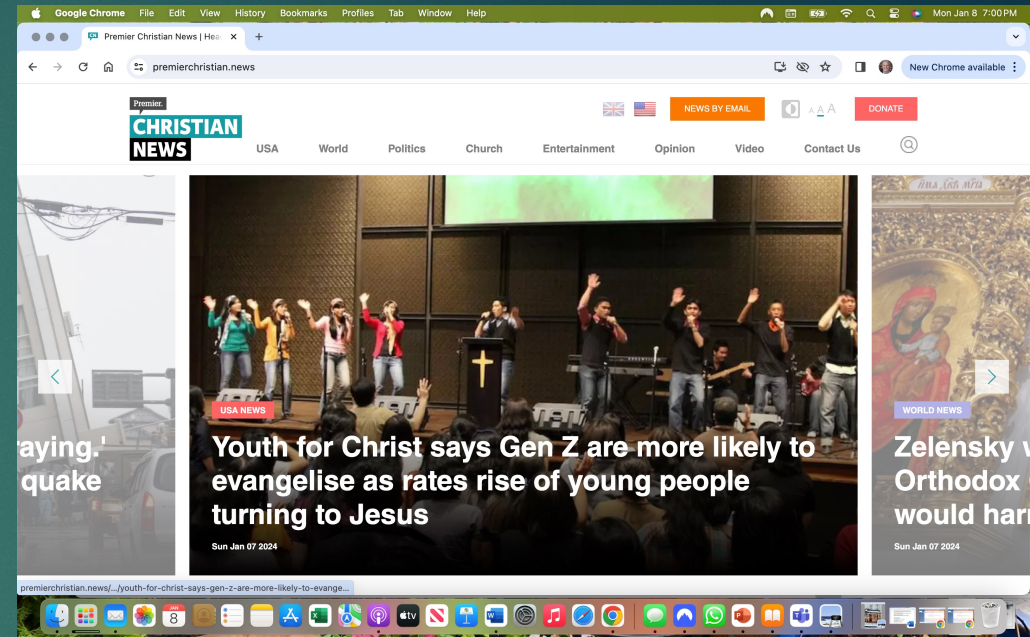 Google Chrome File Edit View History Bookmarks Profiles Tab Window Help Mon Jan 8 7:00 PM
Premier Christian News | Hea
premierchristian.news New Chrome available
Premier.
CHRISTIAN
NEWS
NEWS BY EMAIL A A A DONATE
USA World Politics Church Entertainment Opinion Video Contact Us
raying.'
quake
USA NEWS
Youth for Christ says Gen Z are more likely to
evangelise as rates rise of young people
turning to Jesus
Sun Jan 07 2024
WORLD NEWS
Zelensky
Orthodox
would har
Sun Jan 07 2024
premierchristian.news/.../youth-for-christ-says-gen-z-are-more-likely-to-evange...
JAN
8
tv